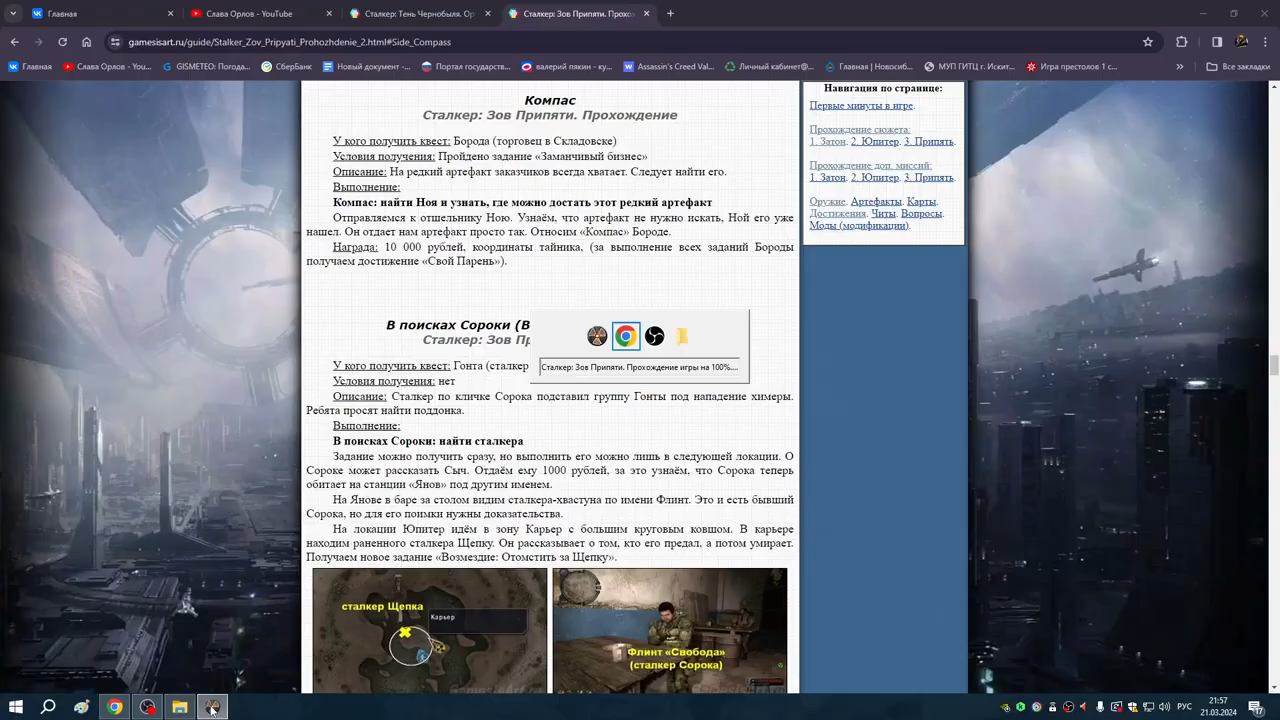 Главная
Слава Орлов - YouTube
Сталкер: Тень Чернобыля. Ор
Сталкер: Зов Припяти. Прохо
gamesisart.ru/guide/Stalker_Zov_Pripyati_Prohozhdenie_2.html#Side_Compass
Главная
Слава Орлов - You...
GISMETEO: Погода...
СберБанк
Новый документ -...
Портал государств...
валерий пякин - ку...
Assassin's Creed Val...
Личный кабинет@...
Главная | Новосиб...
МУП ГИТЦ г. Искит...
Игра престолов 1 с...
Все закладки
Компас
Сталкер: Зов Припяти. Прохождение
У кого получить квест: Борода (торговец в Складовске)
Условия получения: Пройдено задание «Заманчивый бизнес»
Описание: На редкий артефакт заказчиков всегда хватает. Следует найти его.
Выполнение:
Компас: найти Ноя и узнать, где можно достать этот редкий артефакт
Отправляемся к отшельнику Ною. Узнаём, что артефакт не нужно искать, Ной его уже
нашел. Он отдает нам артефакт просто так. Относим «Компас» Бороде.
Награда: 10 000 рублей, координаты тайника, (за выполнение всех заданий Бороды
получаем достижение «Свой Парень»).
В поисках Сороки (В
Сталкер: Зов Пр
У кого получить квест: Гонта (сталкер
Условия получения: нет
Описание: Сталкер по кличке Сорока подставил группу Гонты под нападение химеры.
Ребята просят найти поддонка.
Выполнение:
В поисках Сороки: найти сталкера
Задание можно получить сразу, но выполнить его можно лишь в следующей локации. О
Сороке может рассказать Сыч. Отдаём ему 1000 рублей, за это узнаём, что Сорока теперь
обитает на станции «Янов» под другим именем.
На Янове в баре за столом видим сталкера-хвастуна по имени Флинт. Это и есть бывший
Сорока, но для его поимки нужны доказательства.
На локации Юпитер идём в зону Карьер с большим круговым ковшом. В карьере
находим раненного сталкера Щепку. Он рассказывает о том, кто его предал, а потом умирает.
Получаем новое задание «Возмездие: Отомстить за Щепку».
сталкер Щепка
Карьер
Флинт «Свобода»
(сталкер Сорока)
Сталкер: Зов Припяти. Прохождение игры на 100%....
Навигация по странице:
Первые минуты в игре.
Прохождение сюжета:
1. Затон, 2. Юпитер, 3. Припять.
Прохождение доп. миссий:
1. Затон, 2. Юпитер, 3. Припять.
Оружие, Артефакты, Карты,
Достижения, Читы, Вопросы,
Моды (модификации).
РУС
21:57
21.03.2024